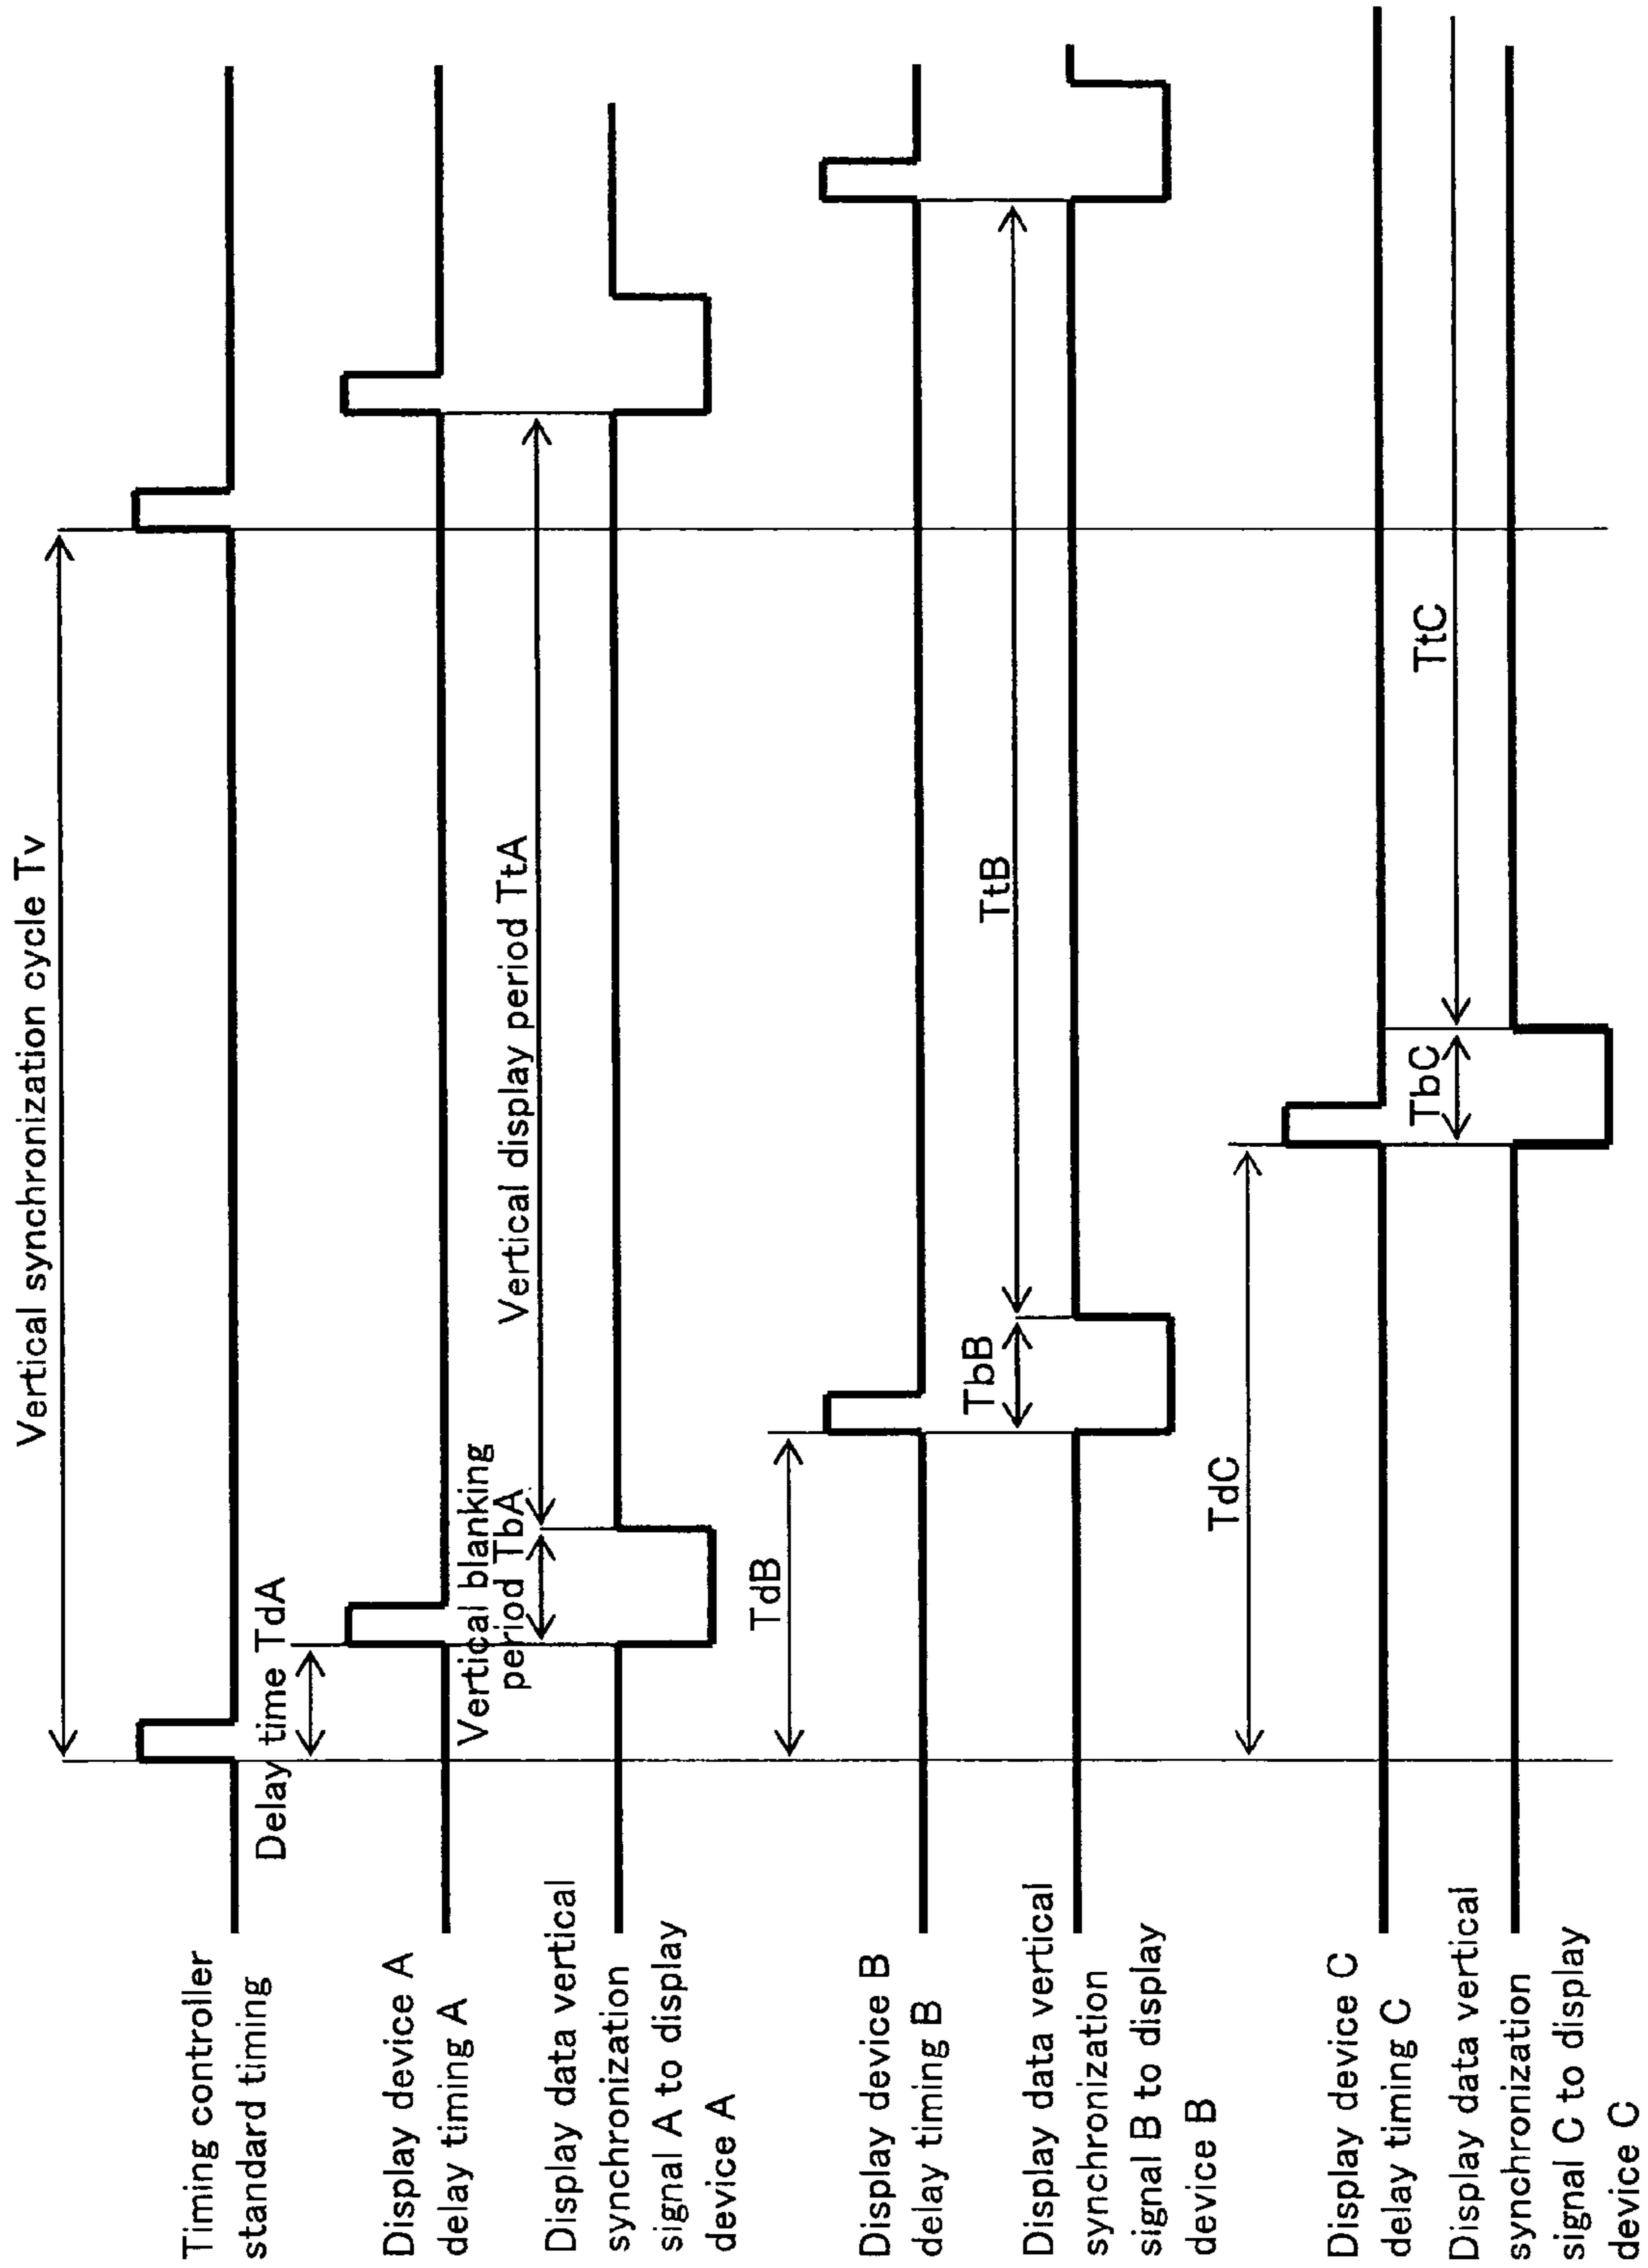 Vertical synchronization cycle Tv
Timing controller
standard timing
Delay time TdA
Display device A
delay timing A
Vertical blanking
period TbA
Vertical display period TtA
Display data vertical
synchronization
signal A to display
device A
TdB
Display device B
delay timing B
TbB
TtB
Display data vertical
synchronization
signal B to display
device B
TdC
Display device C
delay timing C
TbC
TtC
Display data vertical
synchronization
signal C to display
device C